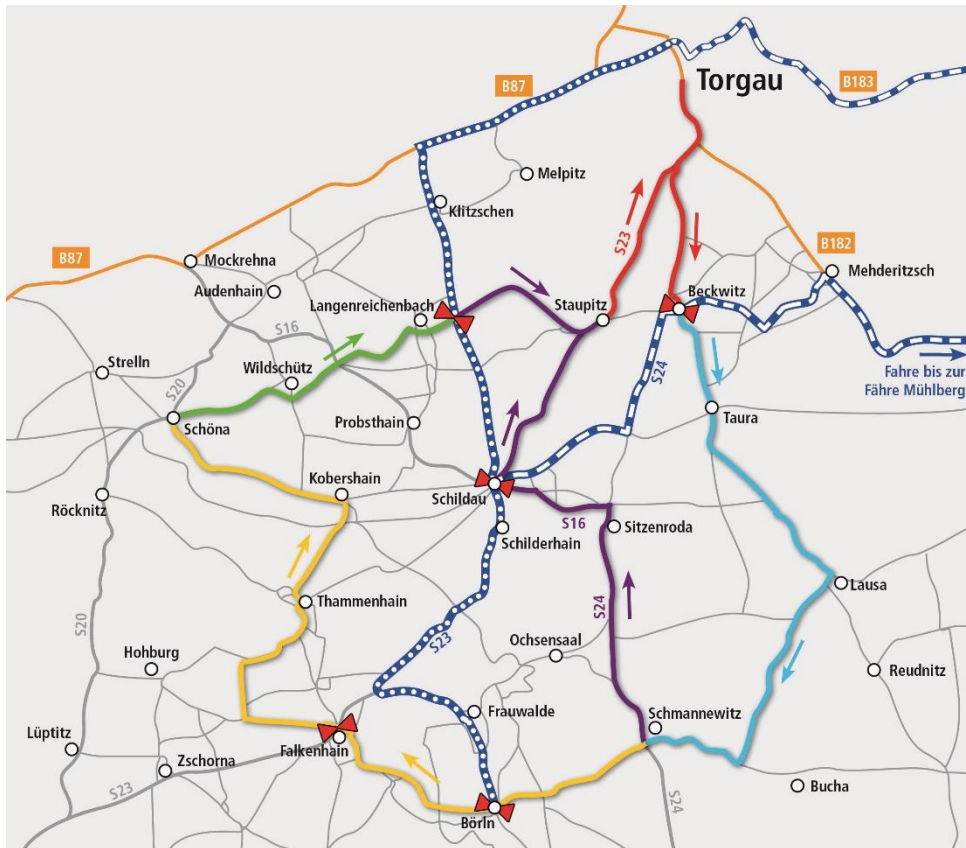 B87
Torgau
B183
Melpitz
Klitzschen
S23
B182
B87
Mockrehna
Mehderitzsch
Audenhain
Beckwitz
Langenreichenbach
Staupitz
S16
Strelln
Wildschütz
S24
Fahre bis zur
Fähre Mühlberg
S20
Schöna
Probsthain
Taura
Kobershain
Schildau
Röcknitz
S16
Sitzenroda
Schilderhain
Lausa
Thammenhain
S24
S20
S23
Ochsensaal
Hohburg
Reudnitz
Frauwalde
Schmannewitz
Lüptitz
Falkenhain
Zschorna
Bucha
S23
S24
Börln